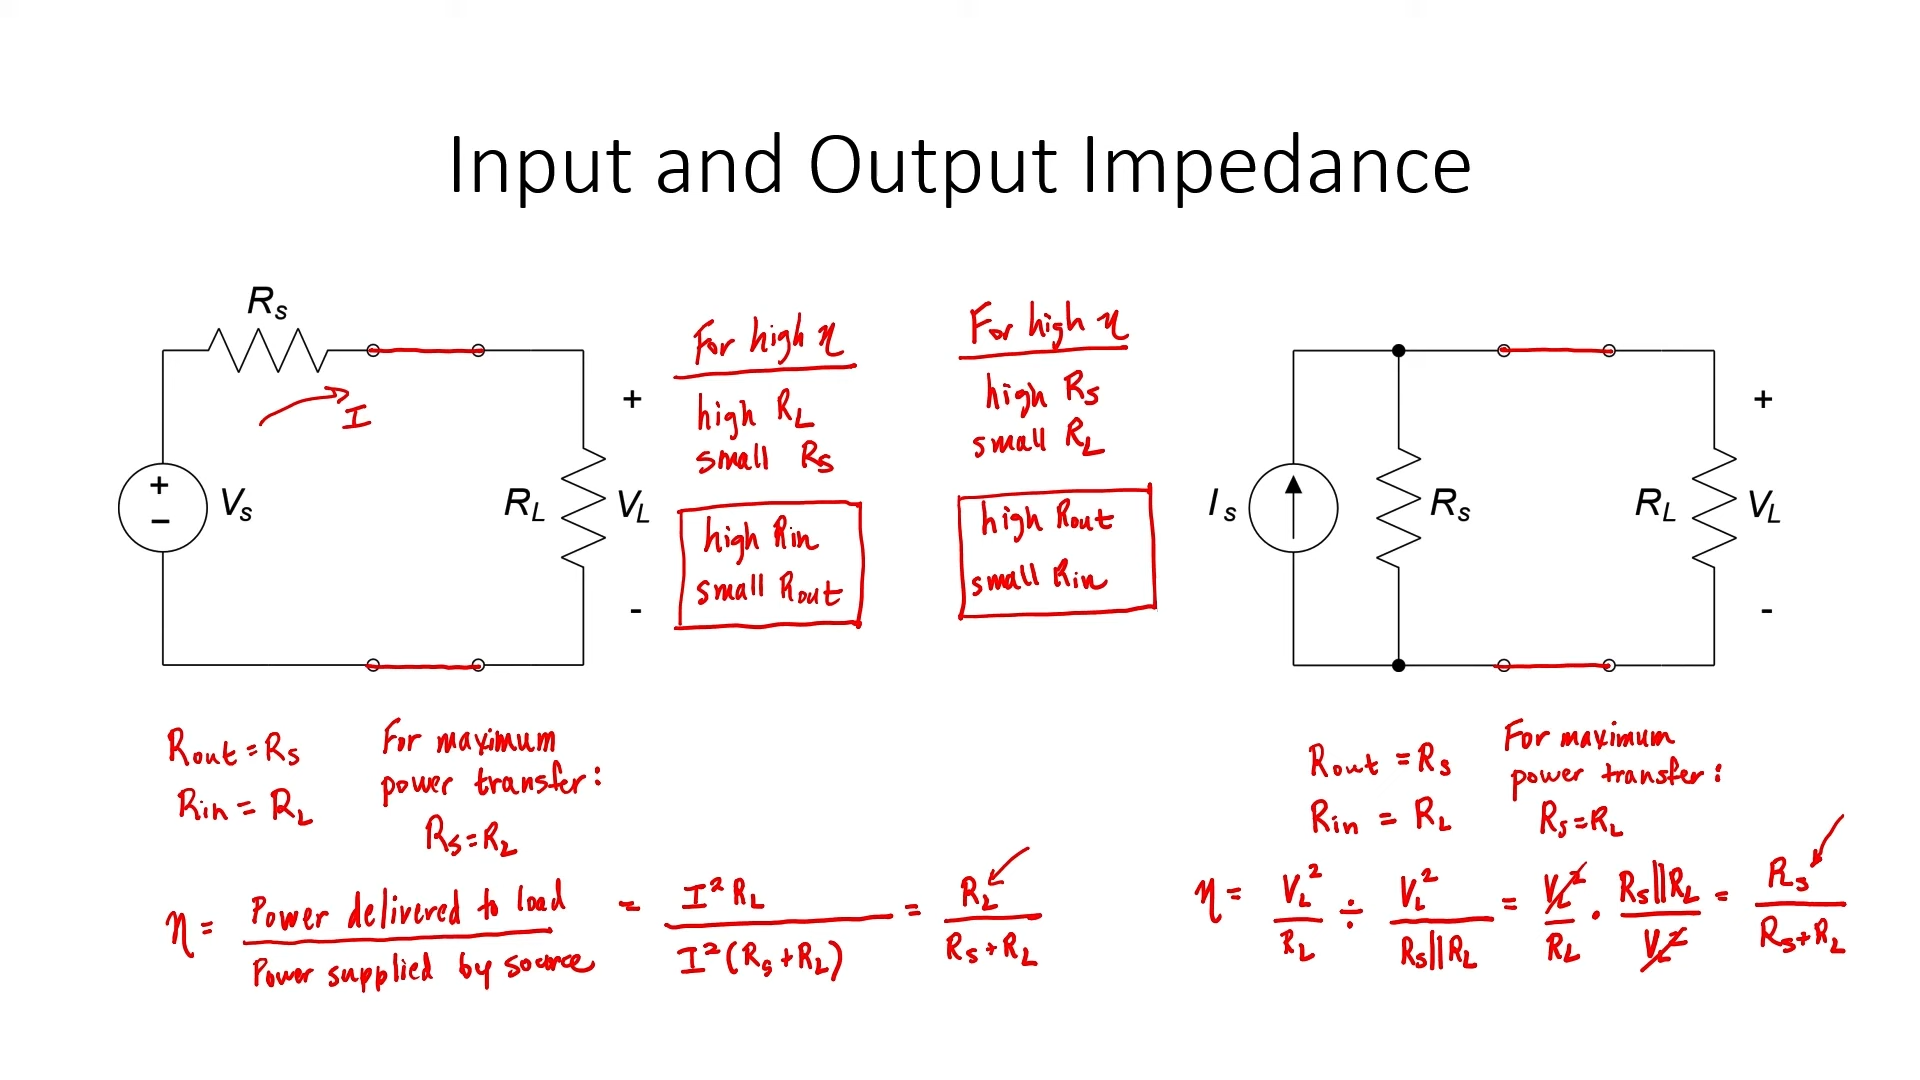 Input and Output Impedance
Rs
I
+
−
Vs
RL
+
VL
-
For high η
high RL
small Rs
high Rin
small Rout
For high η
high Rs
small RL
high Rout
small Rin
Is
Rs
RL
+
VL
-
Rout = Rs
Rin = RL
For maximum
power transfer:
Rs = RL
η = Power delivered to load / Power supplied by source = I² RL / I² (Rs + RL) = RL / Rs + RL
Rout = Rs
Rin = RL
For maximum
power transfer:
Rs = RL
η = VL² / RL ÷ VL² / Rs||RL = VL² / RL · Rs||RL / VL² = Rs / Rs + RL